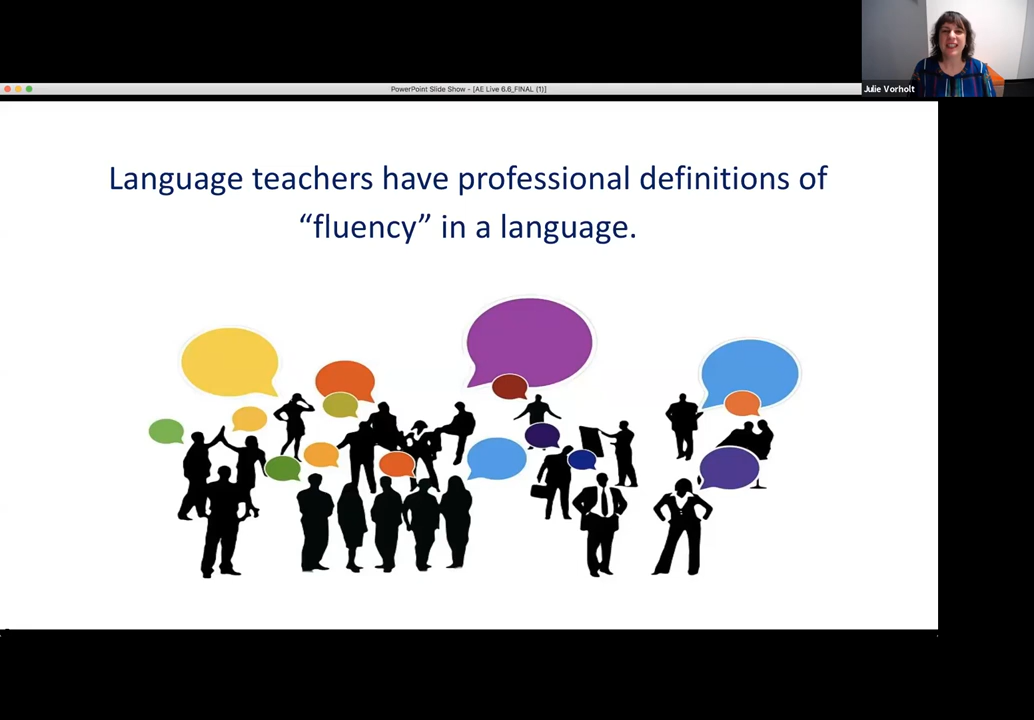 Julie Vorholt
PowerPoint Slide Show - [AE Live 6.6_FINAL (1)]
Language teachers have professional definitions of
“fluency” in a language.